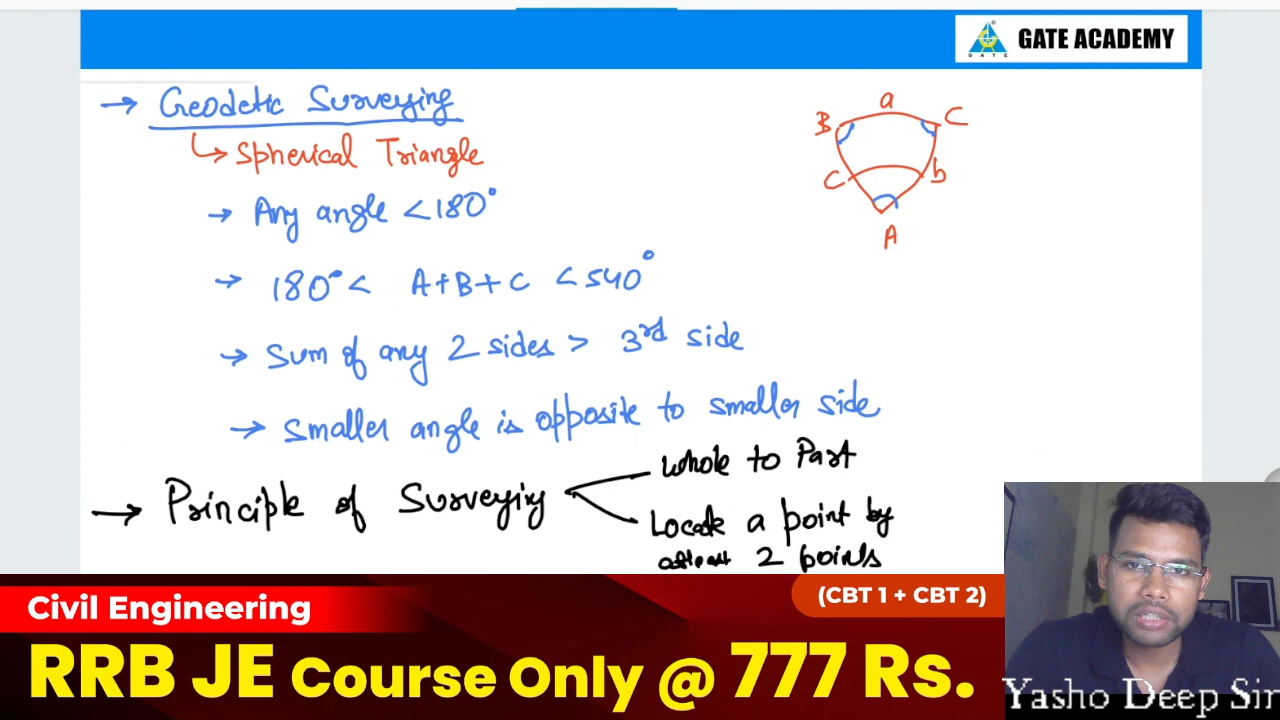 GATE ACADEMY
GATE
→ Geodetic Surveying
↳ Spherical Triangle
→ Any angle < 180°
→ 180° < A+B+C < 540°
→ Sum of any 2 sides > 3rd side
→ Smaller angle is opposite to smaller side
→ Principle of Surveying
Whole to Part
Locate a point by
atleast 2 points
a
B
C
c
b
A
Civil Engineering
(CBT 1 + CBT 2)
RRB JE Course Only @ 777 Rs.
Yasho Deep Sir